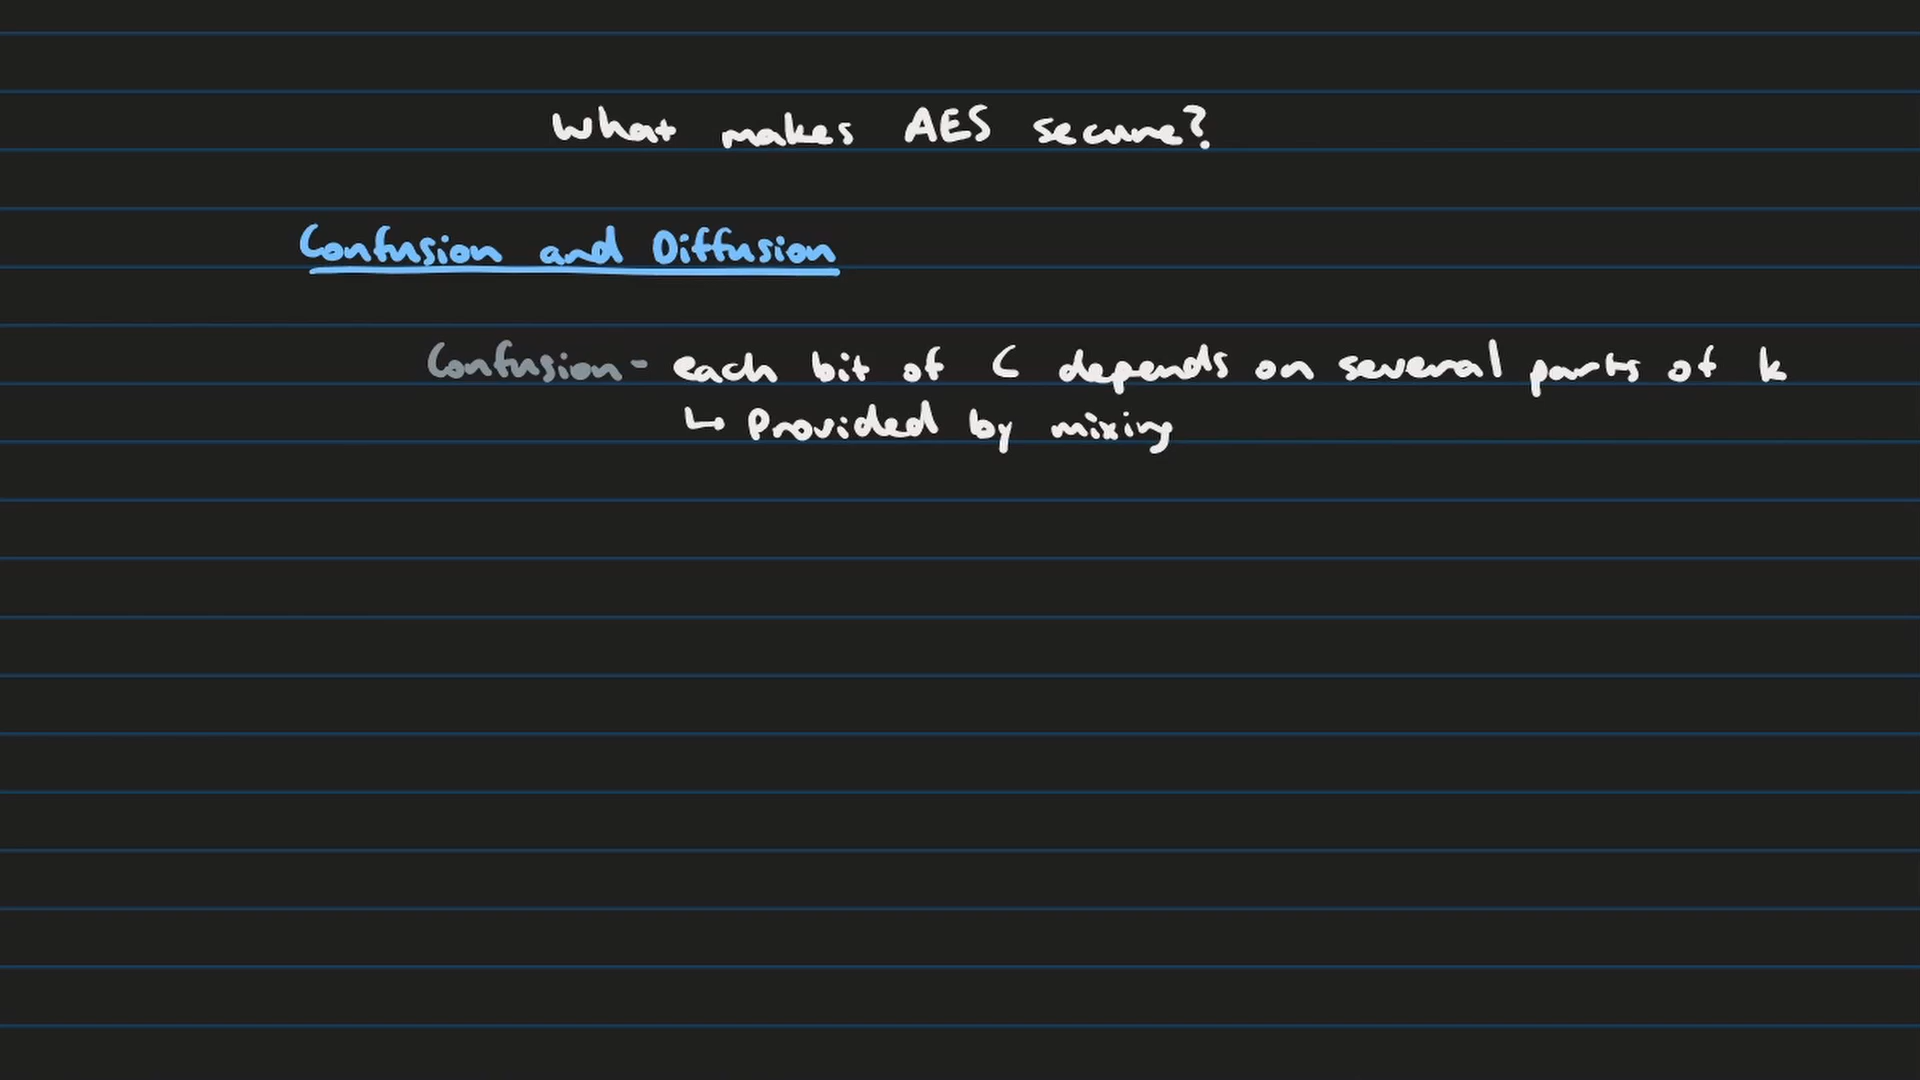 What makes AES secure?
Confusion and Diffusion
Confusion - each bit of C depends on several parts of k
↳ Provided by mixing